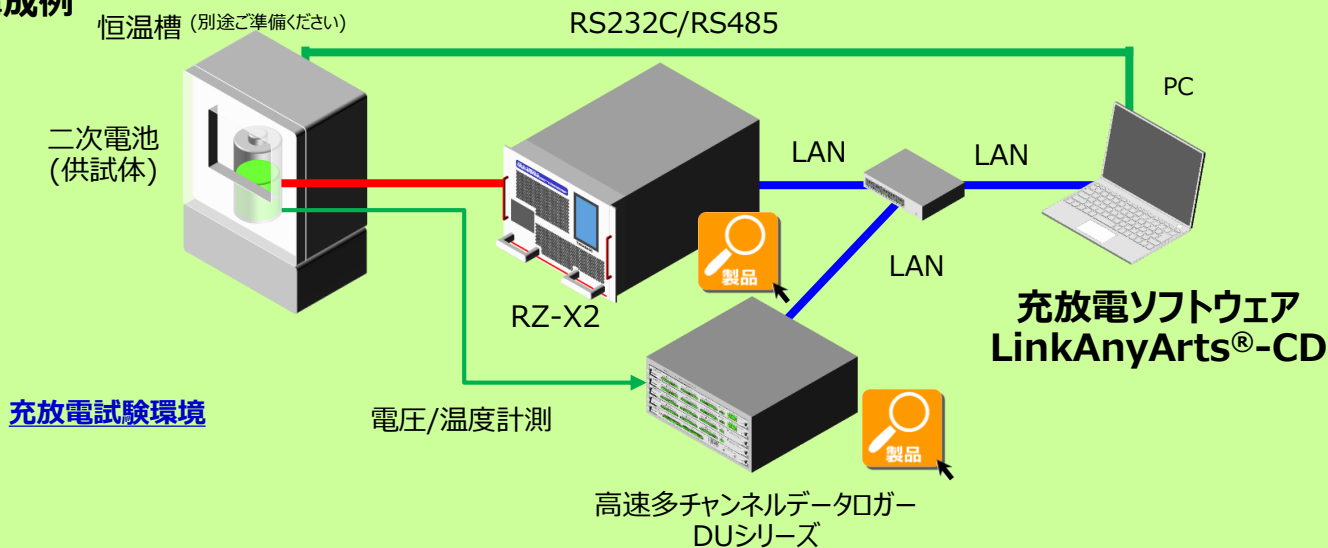 成例
恒温槽 (別途ご準備ください)
RS232C/RS485
PC
二次電池
(供試体)
LAN
LAN
製品
LAN
RZ-X2
充放電ソフトウェア
LinkAnyArts®-CD
充放電試験環境
電圧/温度計測
製品
高速多チャンネルデータロガー
DUシリーズ